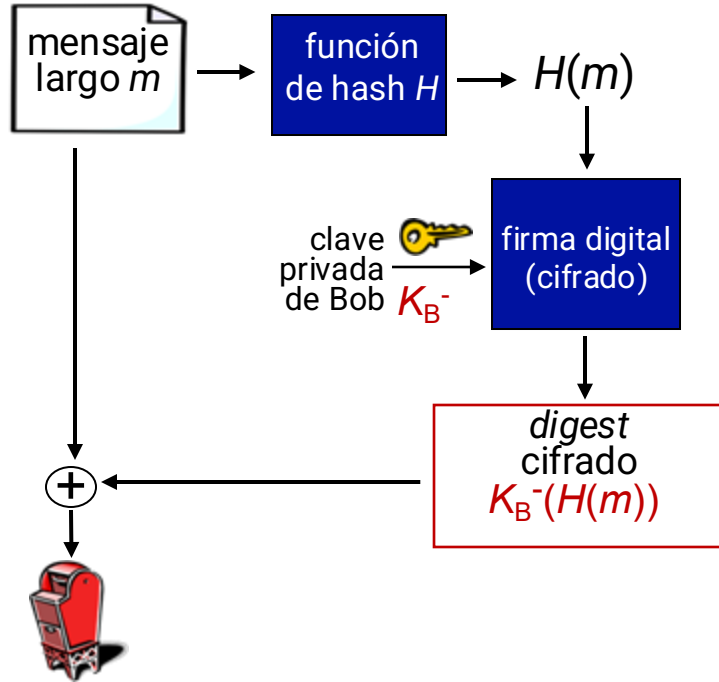 mensaje
largo m
función
de hash H
H(m)
clave
privada
de Bob K_B^-
firma digital
(cifrado)
digest
cifrado
K_B^-(H(m))
+